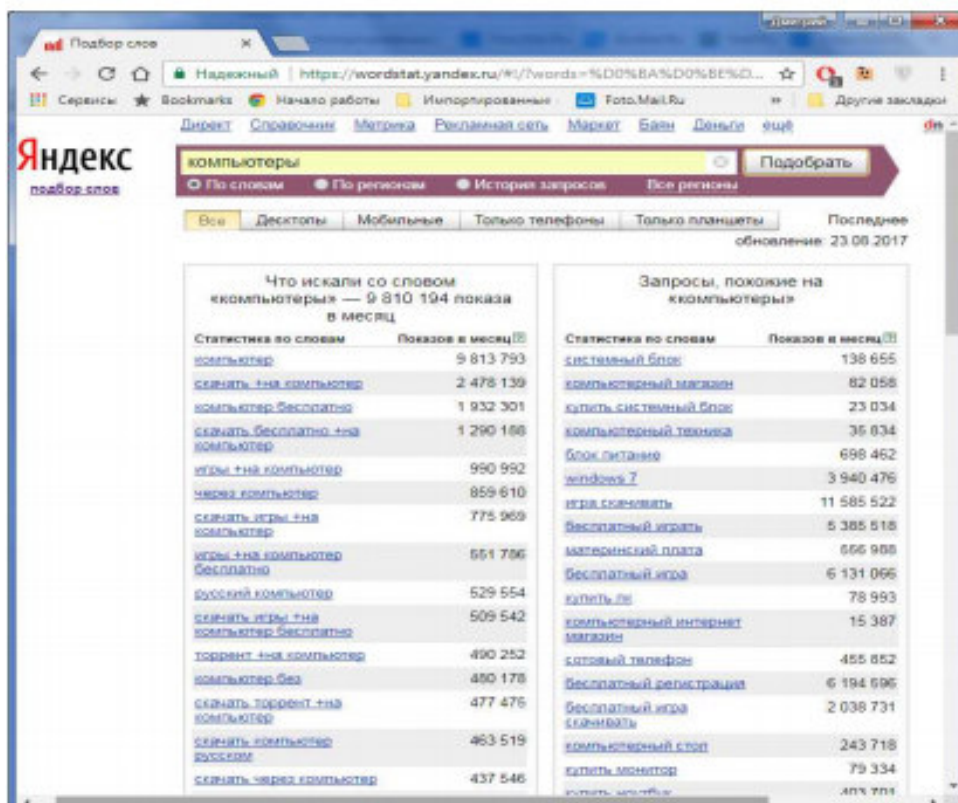 Дмитрий
Подбор слов
Надежный | https://wordstat.yandex.ru/#!/?words=%D0%BA%D0%BE%D...
Сервисы Bookmarks Начало работы Импортированные Foto.Mail.Ru » Другие закладки
Директ Справочник Метрика Рекламная сеть Маркет Баян Деньги ещё dm
Яндекс
подбор слов
компьютеры Подобрать
По словам По регионам История запросов Все регионы
Все Десктопы Мобильные Только телефоны Только планшеты Последнее
обновление: 23.08.2017
Что искали со словом
«компьютеры» — 9 810 194 показа
в месяц
Статистика по словам Показов в месяц
компьютер 9 813 793
скачать +на компьютер 2 478 139
компьютер бесплатно 1 932 301
скачать бесплатно +на 1 290 188
компьютер
игры +на компьютер 990 992
через компьютер 859 610
скачать игры +на 775 969
компьютер
игры +на компьютер 551 786
бесплатно
русский компьютер 529 554
скачать игры +на 509 542
компьютер бесплатно
торрент +на компьютер 490 252
компьютер без 480 178
скачать торрент +на 477 475
компьютер
скачать компьютер 463 519
русском
скачать через компьютер 437 546
Запросы, похожие на
«компьютеры»
Статистика по словам Показов в месяц
системный блок 138 655
компьютерный магазин 82 058
купить системный блок 23 034
компьютерный техника 35 834
блок питание 698 462
windows 7 3 940 476
игра скачивать 11 585 522
бесплатный играть 5 385 518
материнский плата 556 988
бесплатный игра 6 131 066
купить пк 78 993
компьютерный интернет 15 387
магазин
сотовый телефон 455 852
бесплатный регистрация 6 194 596
бесплатный игра 2 038 731
скачивать
компьютерный стол 243 718
купить монитор 79 334
купить ноутбук 403 701